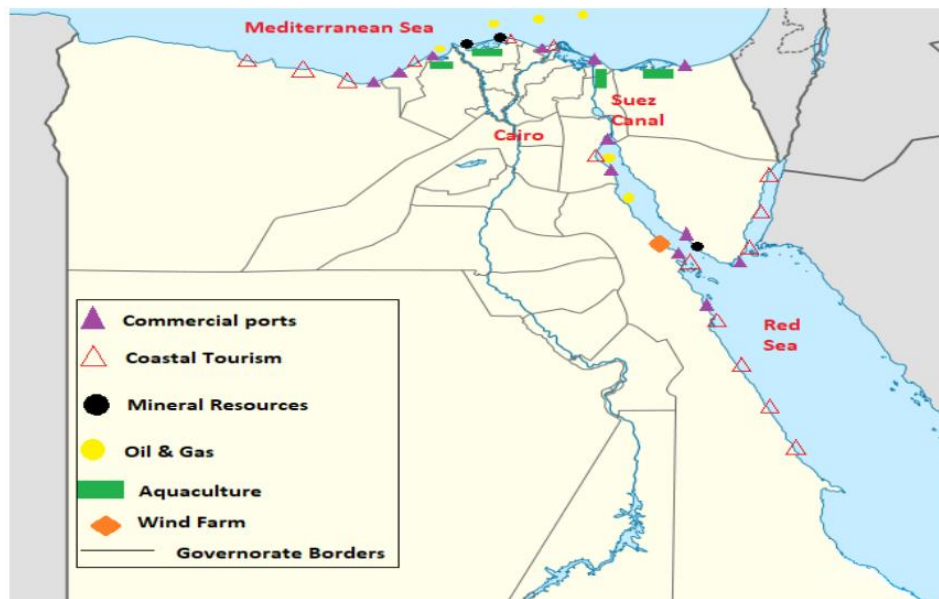 Mediterranean Sea
Suez
Canal
Cairo
Red
Sea
Commercial ports
Coastal Tourism
Mineral Resources
Oil & Gas
Aquaculture
Wind Farm
Governorate Borders